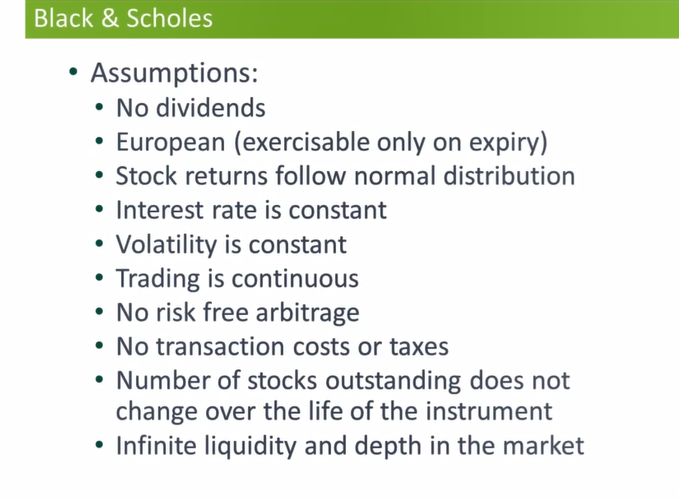 Black & Scholes
• Assumptions:
• No dividends
• European (exercisable only on expiry)
• Stock returns follow normal distribution
• Interest rate is constant
• Volatility is constant
• Trading is continuous
• No risk free arbitrage
• No transaction costs or taxes
• Number of stocks outstanding does not
change over the life of the instrument
• Infinite liquidity and depth in the market